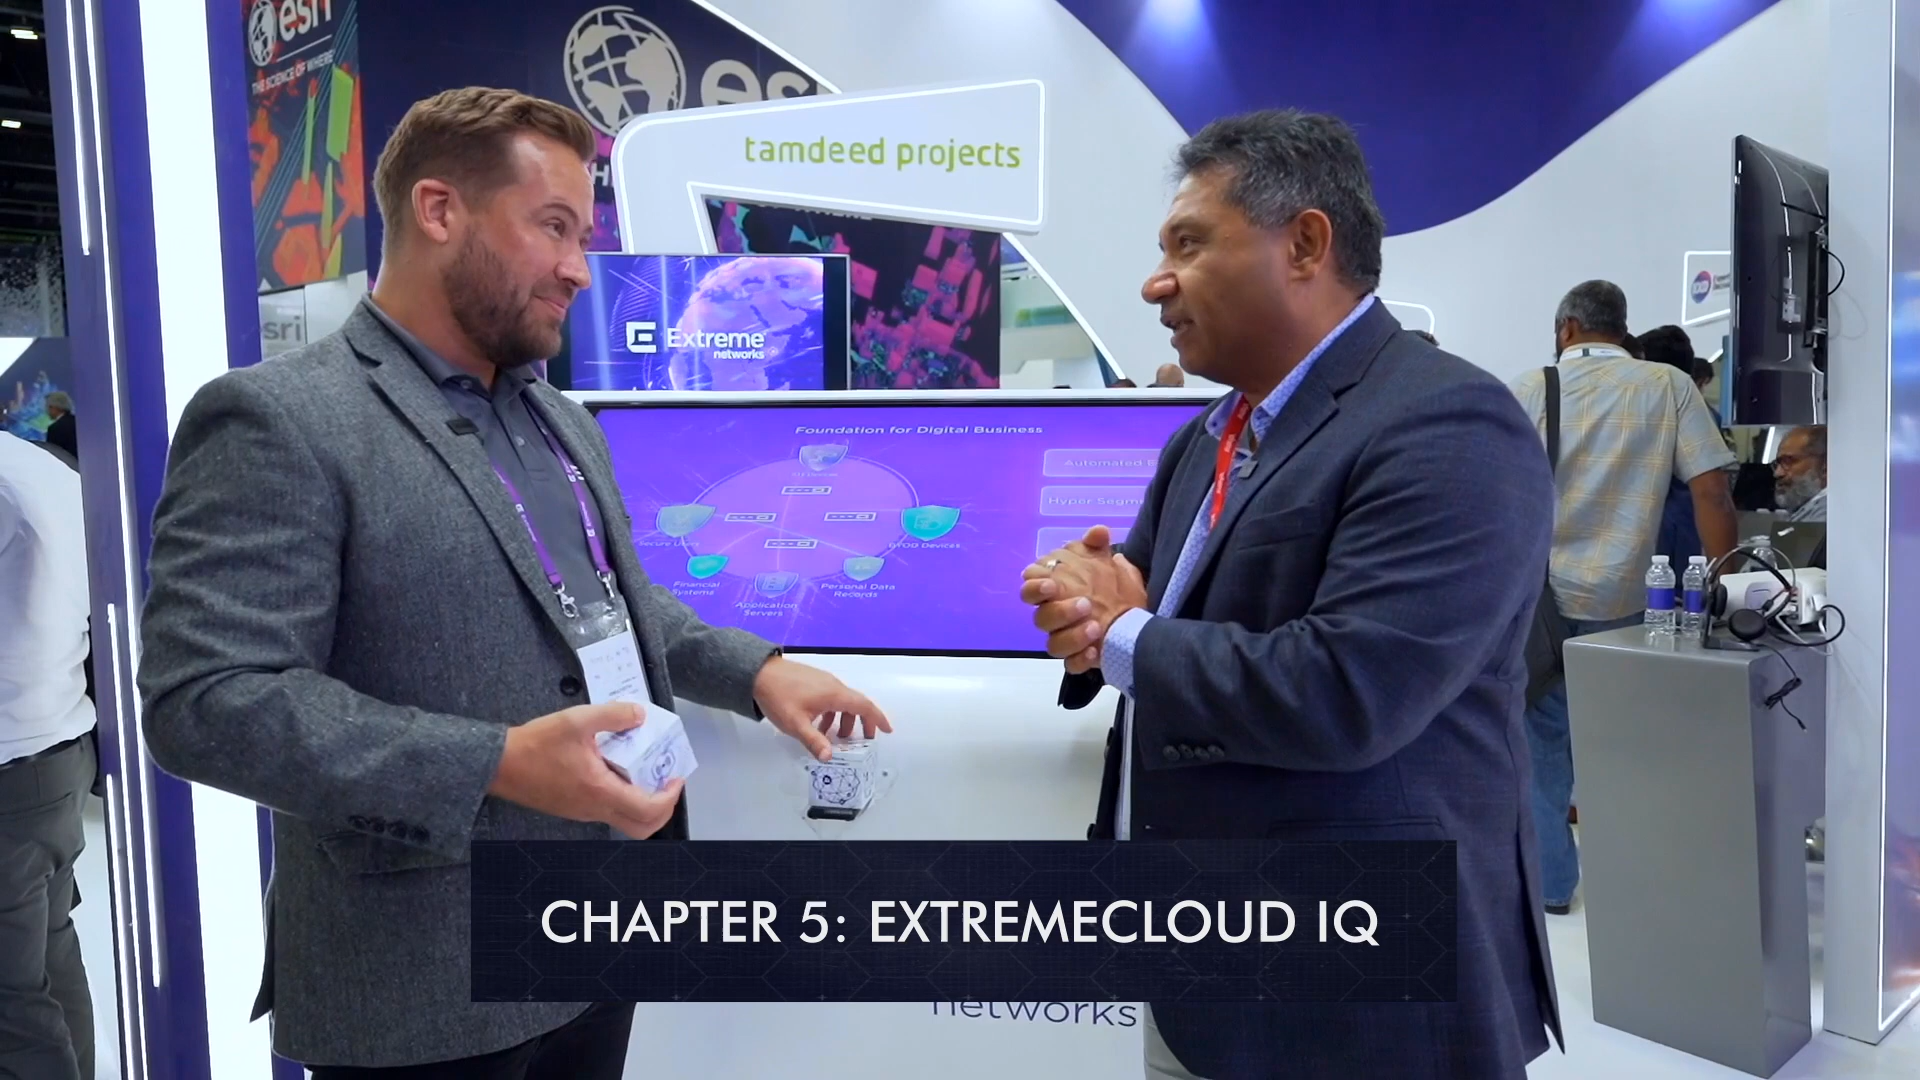 esri
THE SCIENCE OF WHERE
esri
tamdeed projects
esri
Extreme
networks
Foundation for Digital Business
Automated
Hyper Segm
Secure Users
BYOD Devices
Financial
Systems
Application
Servers
Personal Data
Records
CHAPTER 5: EXTREMECLOUD IQ
networks